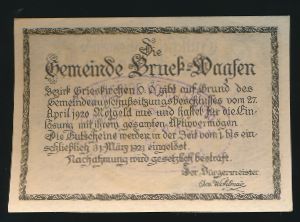 Die
Gemeinde Bruck-Waasen
Bezirk Grieskirchen O. Ö. gibt auf Grund des
Gemeindeausschußsitzungsbeschlusses vom 27.
April 1920 Notgeld aus und haftet für die Ein-
lösung mit ihrem gesamten Aktivvermögen
Die Gutscheine werden in der Zeit vom 1. bis ein-
schließlich 31. März 1921 eingelöst.
Nachahmung wird gesetzlich bestraft.
Der Bürgermeister